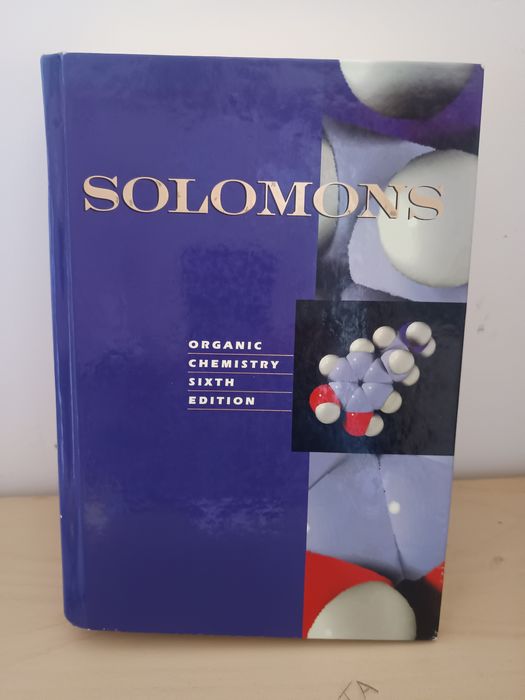 SOLOMONS
ORGANIC
CHEMISTRY
SIXTH
EDITION